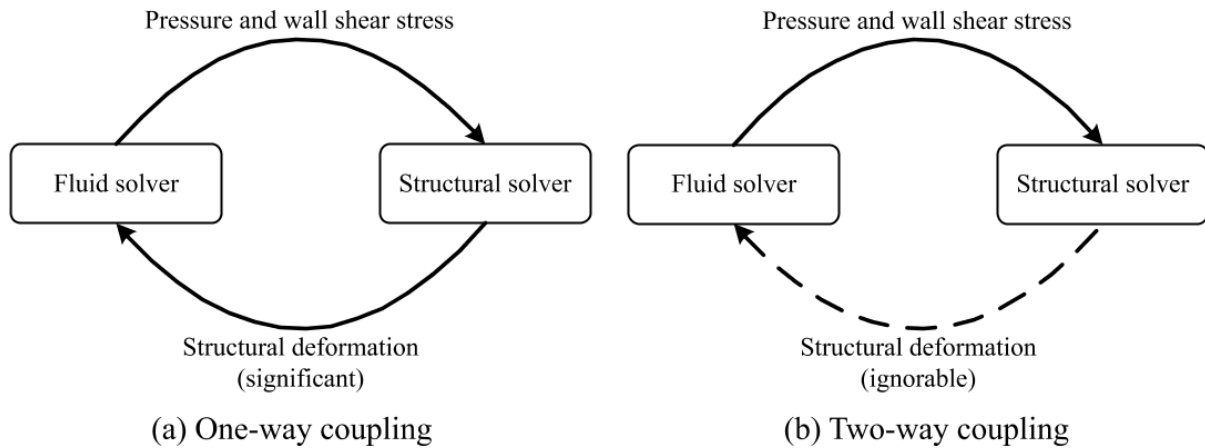 Pressure and wall shear stress
Fluid solver
Structural solver
Structural deformation
(significant)
(a) One-way coupling
Pressure and wall shear stress
Fluid solver
Structural solver
Structural deformation
(ignorable)
(b) Two-way coupling